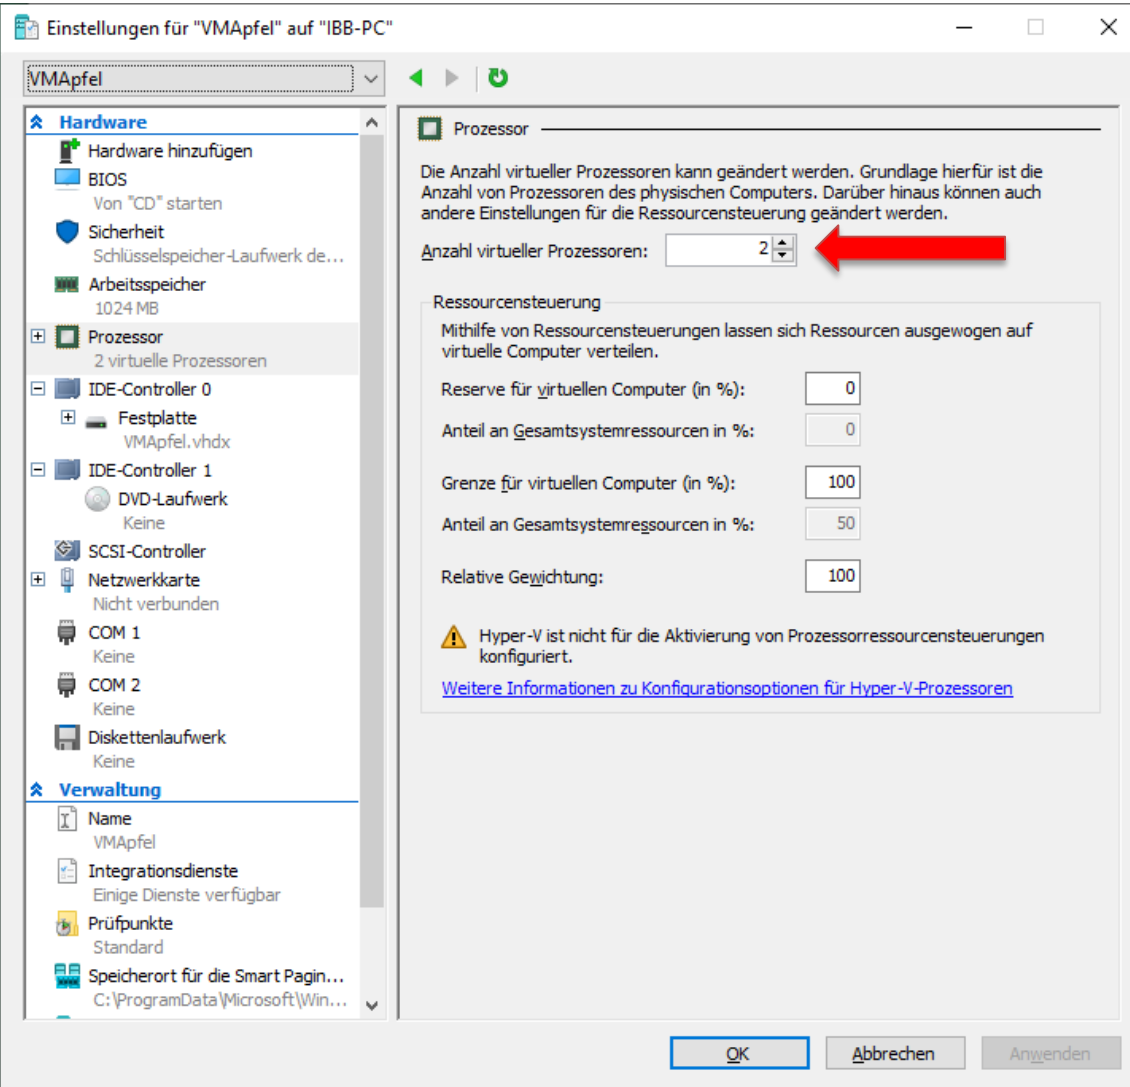 Einstellungen für "VMApfel" auf "IBB-PC"
VMApfel
Hardware
Hardware hinzufügen
BIOS
Von "CD" starten
Sicherheit
Schlüsselspeicher-Laufwerk de...
Arbeitsspeicher
1024 MB
Prozessor
2 virtuelle Prozessoren
IDE-Controller 0
Festplatte
VMApfel.vhdx
IDE-Controller 1
DVD-Laufwerk
Keine
SCSI-Controller
Netzwerkkarte
Nicht verbunden
COM 1
Keine
COM 2
Keine
Diskettenlaufwerk
Keine
Verwaltung
Name
VMApfel
Integrationsdienste
Einige Dienste verfügbar
Prüfpunkte
Standard
Speicherort für die Smart Pagin...
C:\ProgramData\Microsoft\Win...
Prozessor
Die Anzahl virtueller Prozessoren kann geändert werden. Grundlage hierfür ist die
Anzahl von Prozessoren des physischen Computers. Darüber hinaus können auch
andere Einstellungen für die Ressourcensteuerung geändert werden.
Anzahl virtueller Prozessoren: 2
Ressourcensteuerung
Mithilfe von Ressourcensteuerungen lassen sich Ressourcen ausgewogen auf
virtuelle Computer verteilen.
Reserve für virtuellen Computer (in %): 0
Anteil an Gesamtsystemressourcen in %: 0
Grenze für virtuellen Computer (in %): 100
Anteil an Gesamtsystemressourcen in %: 50
Relative Gewichtung: 100
Hyper-V ist nicht für die Aktivierung von Prozessorressourcensteuerungen
konfiguriert.
Weitere Informationen zu Konfigurationsoptionen für Hyper-V-Prozessoren
OK Abbrechen Anwenden